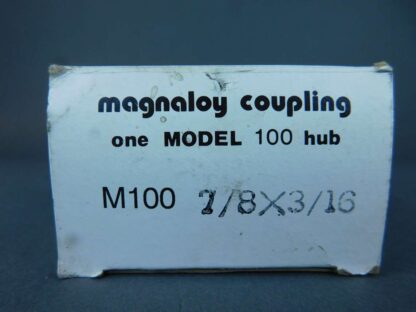 magnaloy coupling
one MODEL 100 hub
M100 7/8X3/16